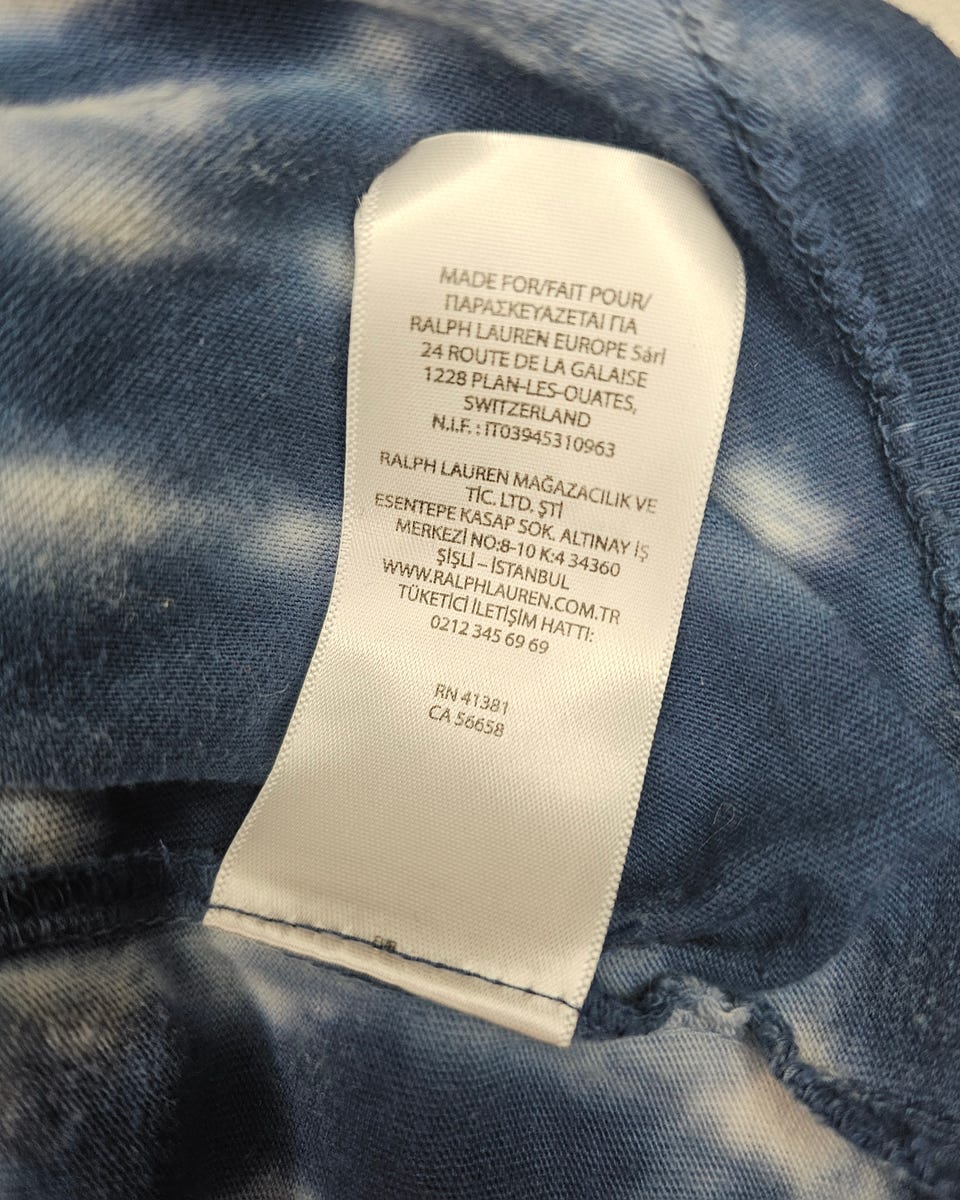 MADE FOR/FAIT POUR/
ΠΑΡΑΣΚΕΥΑΖΕΤΑΙ ΓΙΑ
RALPH LAUREN EUROPE Sárl
24 ROUTE DE LA GALAISE
1228 PLAN-LES-OUATES,
SWITZERLAND
N.I.F. : IT03945310963
RALPH LAUREN MAĞAZACILIK VE
TİC. LTD. ŞTİ
ESENTEPE KASAP SOK. ALTINAY İŞ
MERKEZİ NO:8-10 K:4 34360
ŞİŞLİ – İSTANBUL
WWW.RALPHLAUREN.COM.TR
TÜKETİCİ İLETİŞİM HATTI:
0212 345 69 69
RN 41381
CA 56658